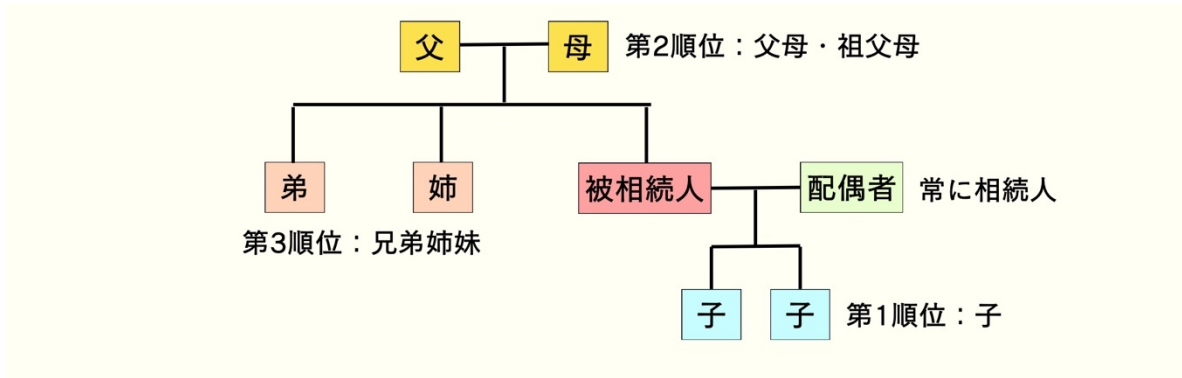 父
母
第2順位：父母・祖父母
弟
姉
被相続人
配偶者
常に相続人
第3順位：兄弟姉妹
子
子
第1順位：子